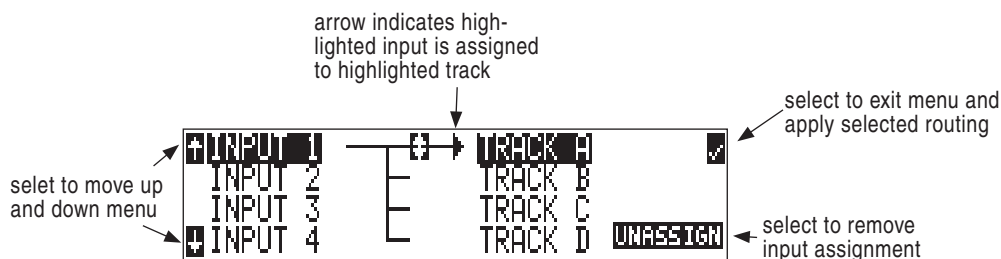 arrow indicates high-
lighted input is assigned
to highlighted track
select to exit menu and
apply selected routing
selet to move up
and down menu
INPUT 1 TRACK A
INPUT 2 TRACK B
INPUT 3 TRACK C
INPUT 4 TRACK D UNASSIGN
select to remove
input assignment